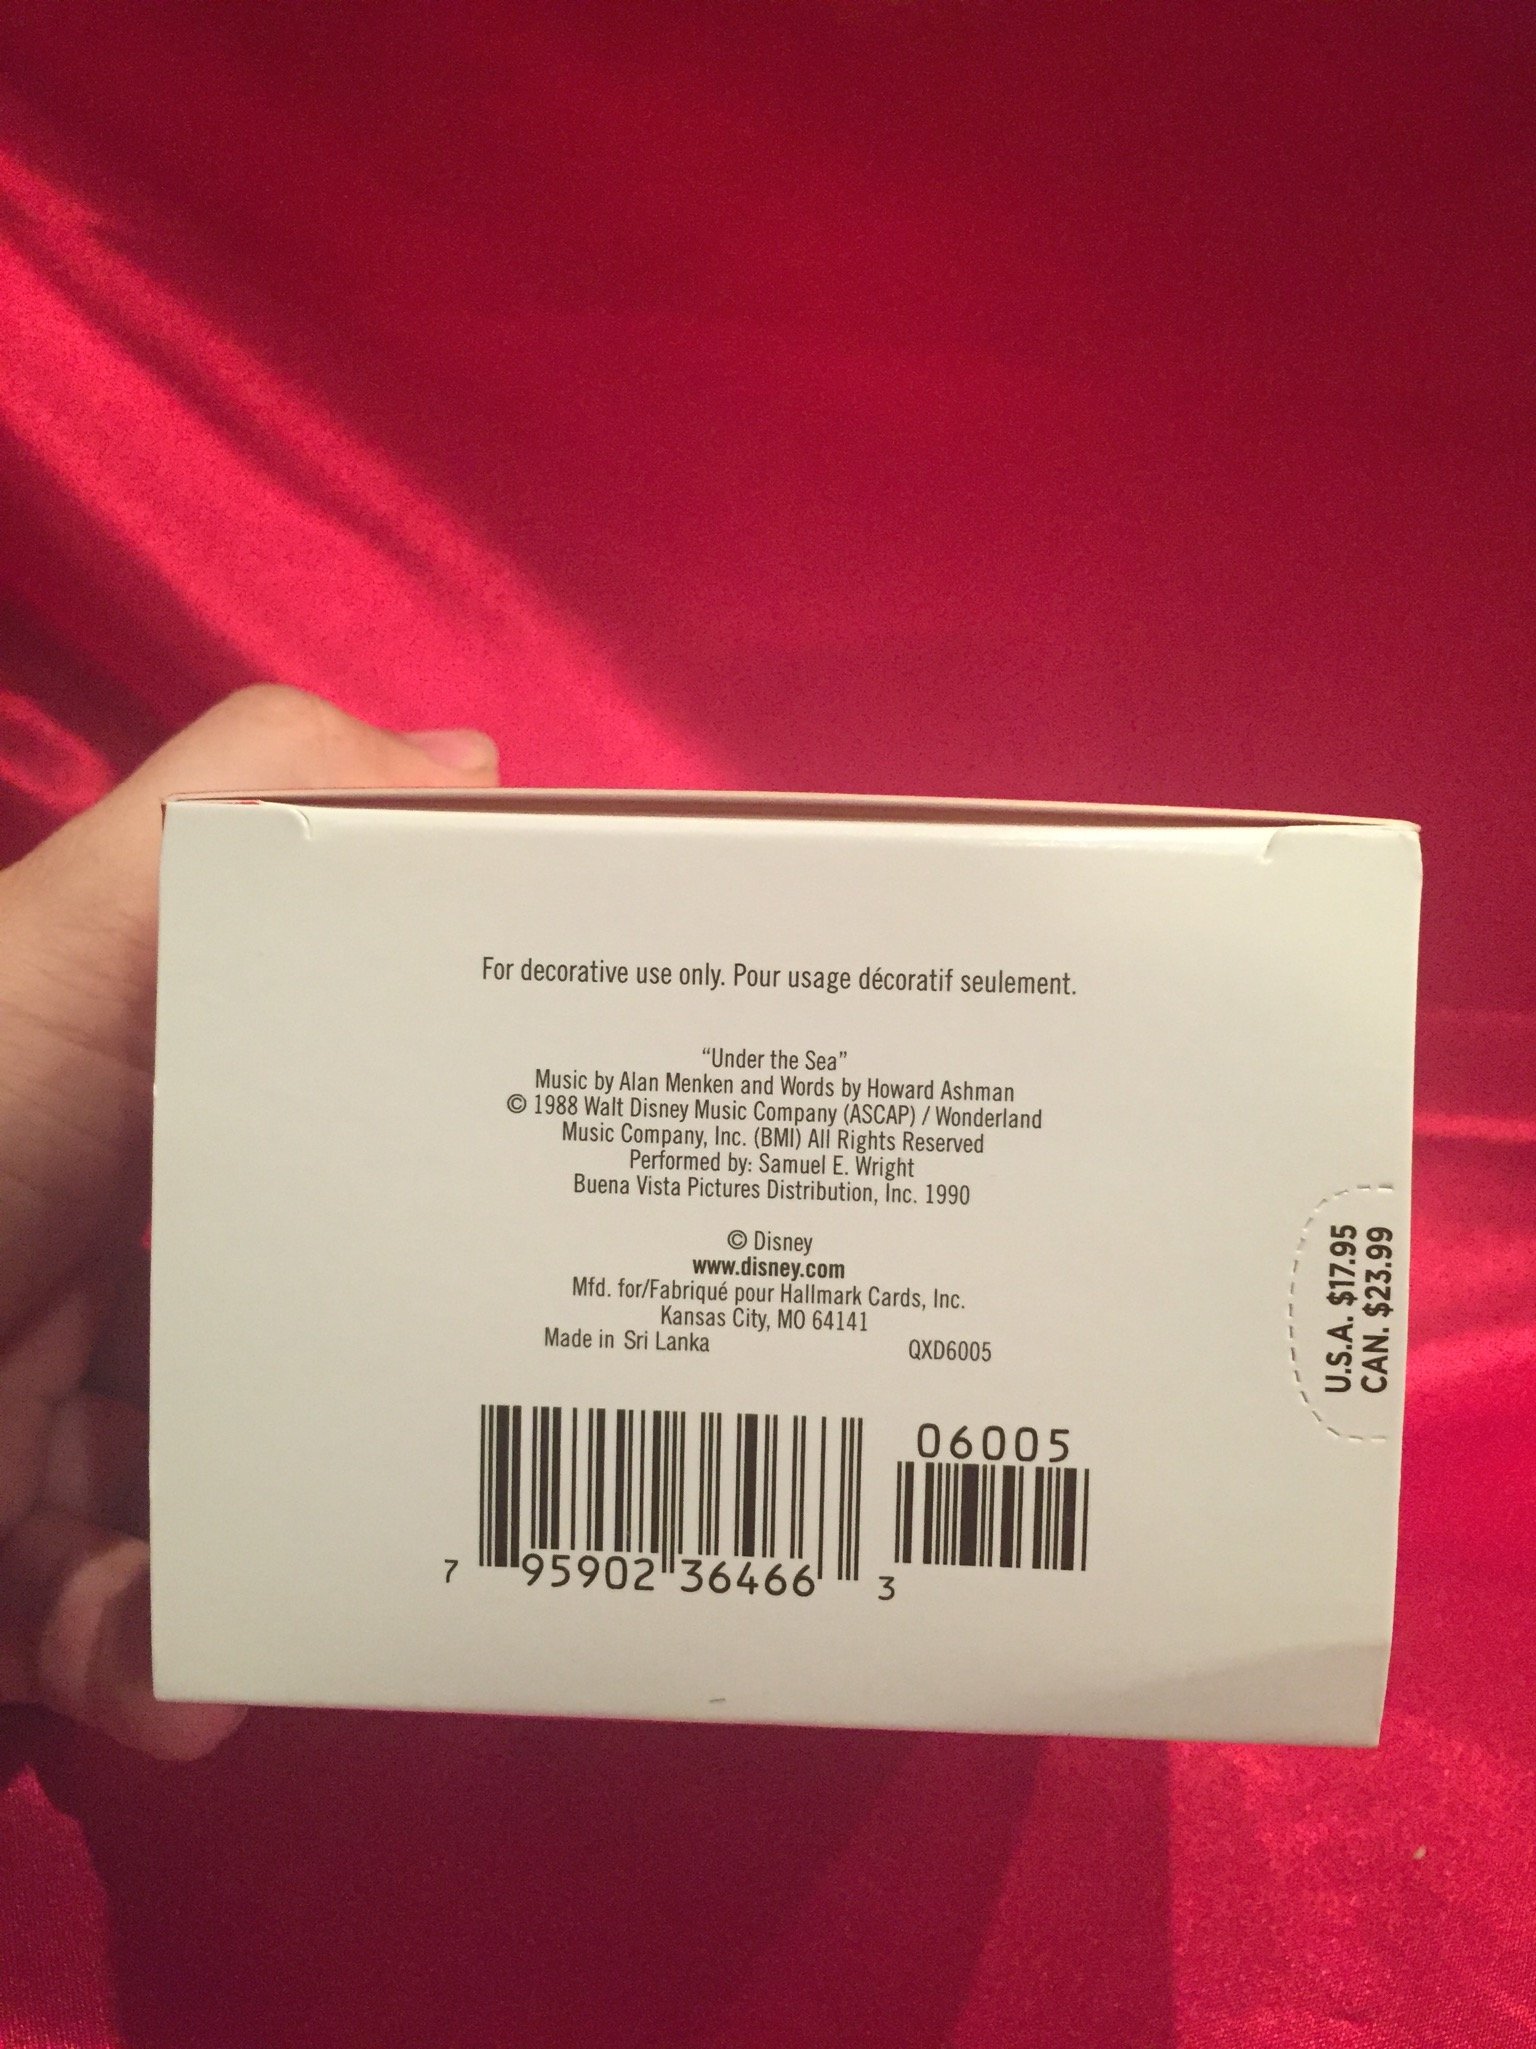 For decorative use only. Pour usage décoratif seulement.
“Under the Sea”
Music by Alan Menken and Words by Howard Ashman
© 1988 Walt Disney Music Company (ASCAP) / Wonderland
Music Company, Inc. (BMI) All Rights Reserved
Performed by: Samuel E. Wright
Buena Vista Pictures Distribution, Inc. 1990
© Disney
www.disney.com
Mfd. for/Fabriqué pour Hallmark Cards, Inc.
Kansas City, MO 64141
Made in Sri Lanka QXD6005
06005
7 95902 36466 3
U.S.A. $17.95
CAN. $23.99